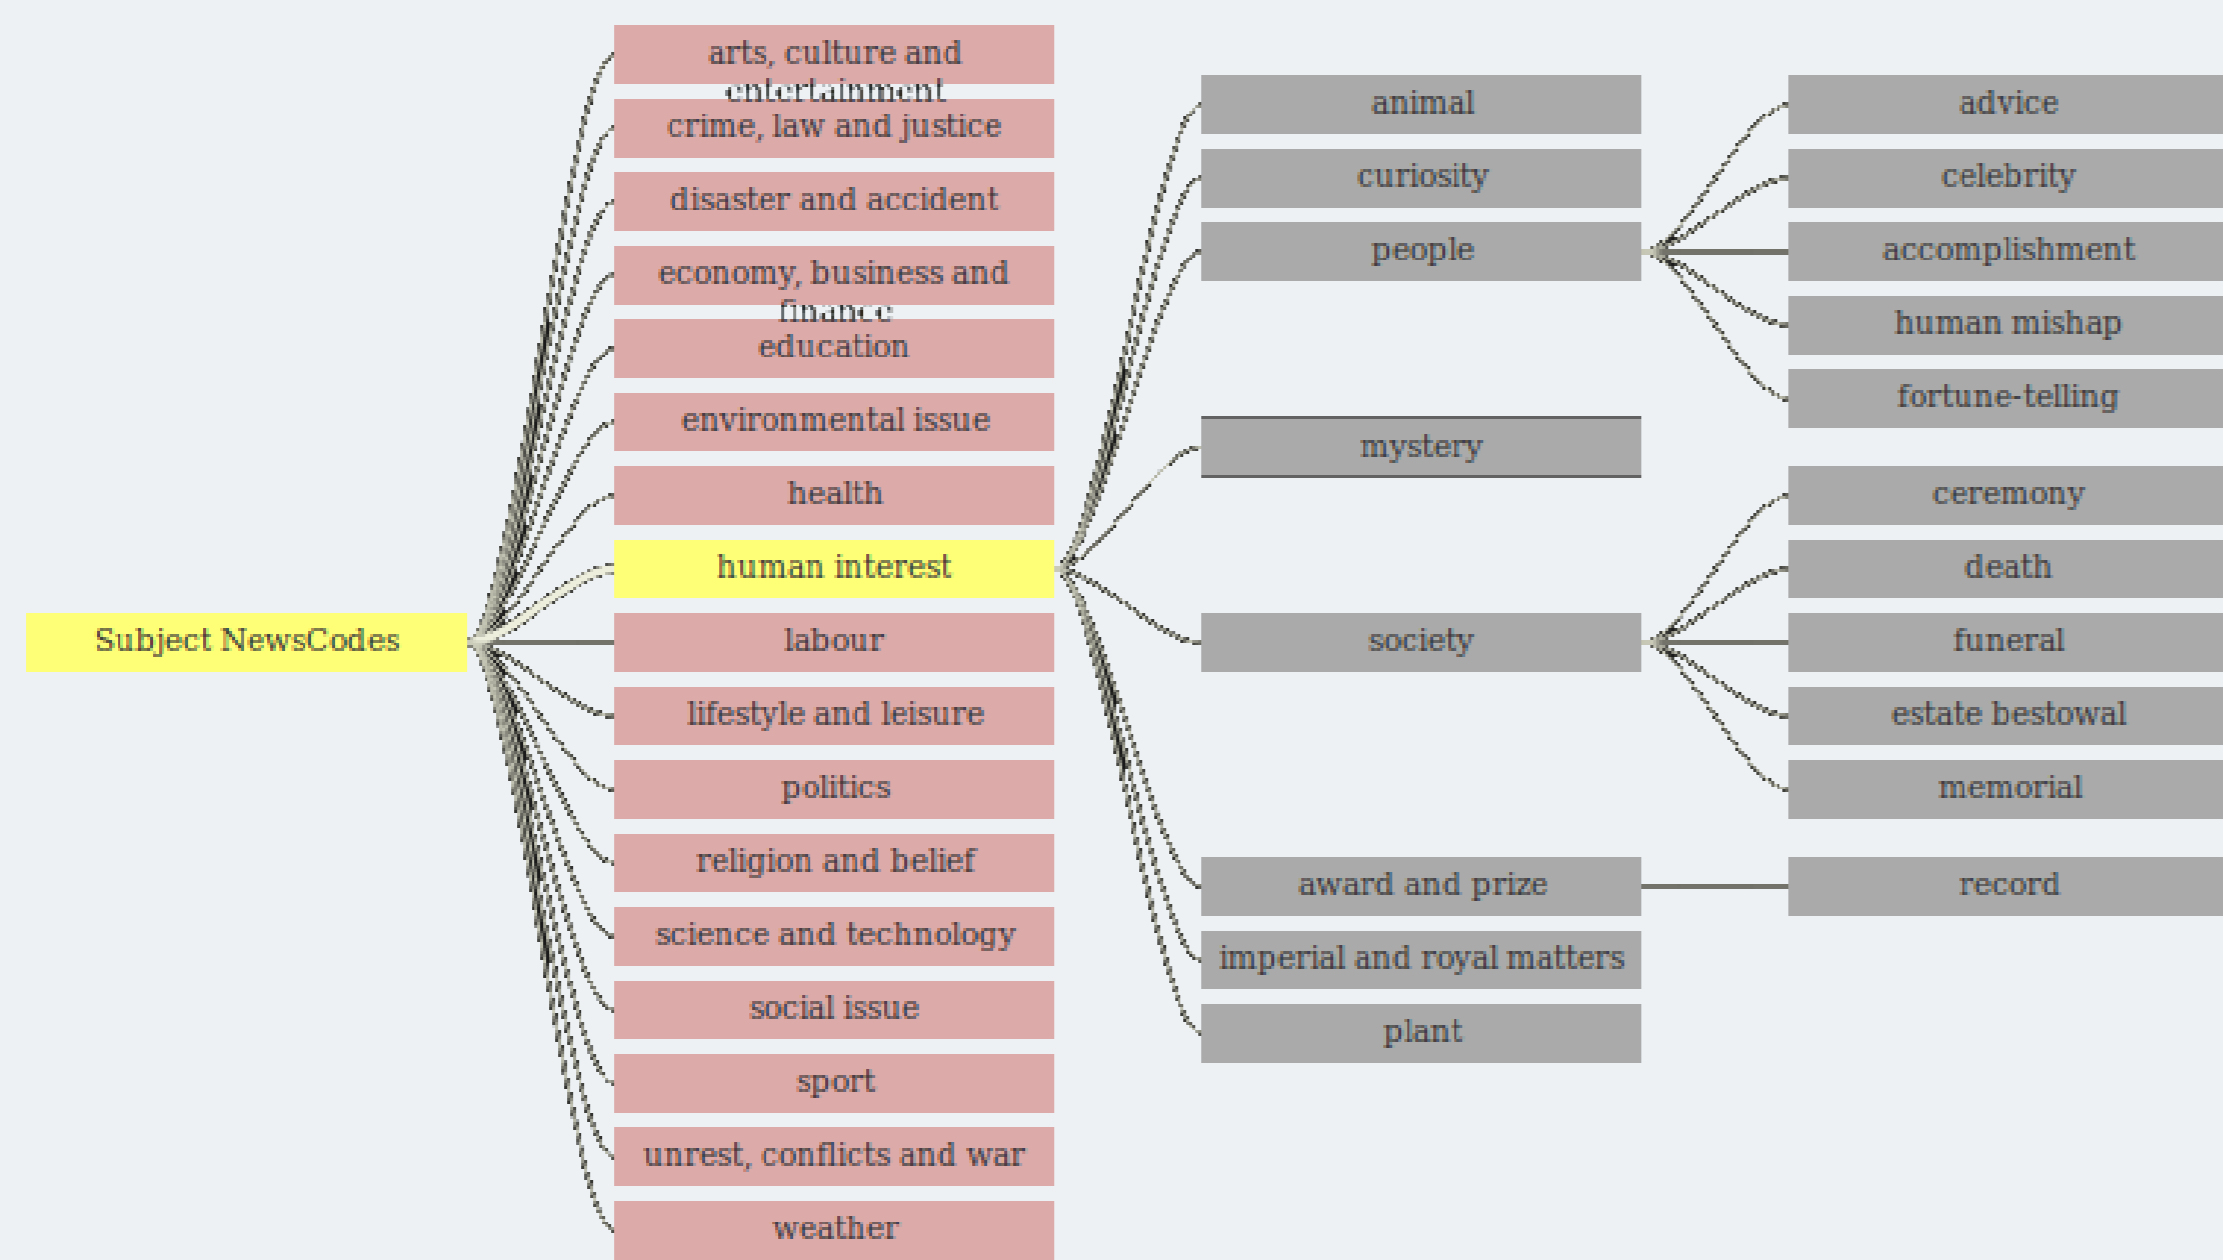 Subject NewsCodes
arts, culture and
entertainment
crime, law and justice
disaster and accident
economy, business and
finance
education
environmental issue
health
human interest
labour
lifestyle and leisure
politics
religion and belief
science and technology
social issue
sport
unrest, conflicts and war
weather
animal
curiosity
people
mystery
society
award and prize
imperial and royal matters
plant
advice
celebrity
accomplishment
human mishap
fortune-telling
ceremony
death
funeral
estate bestowal
memorial
record